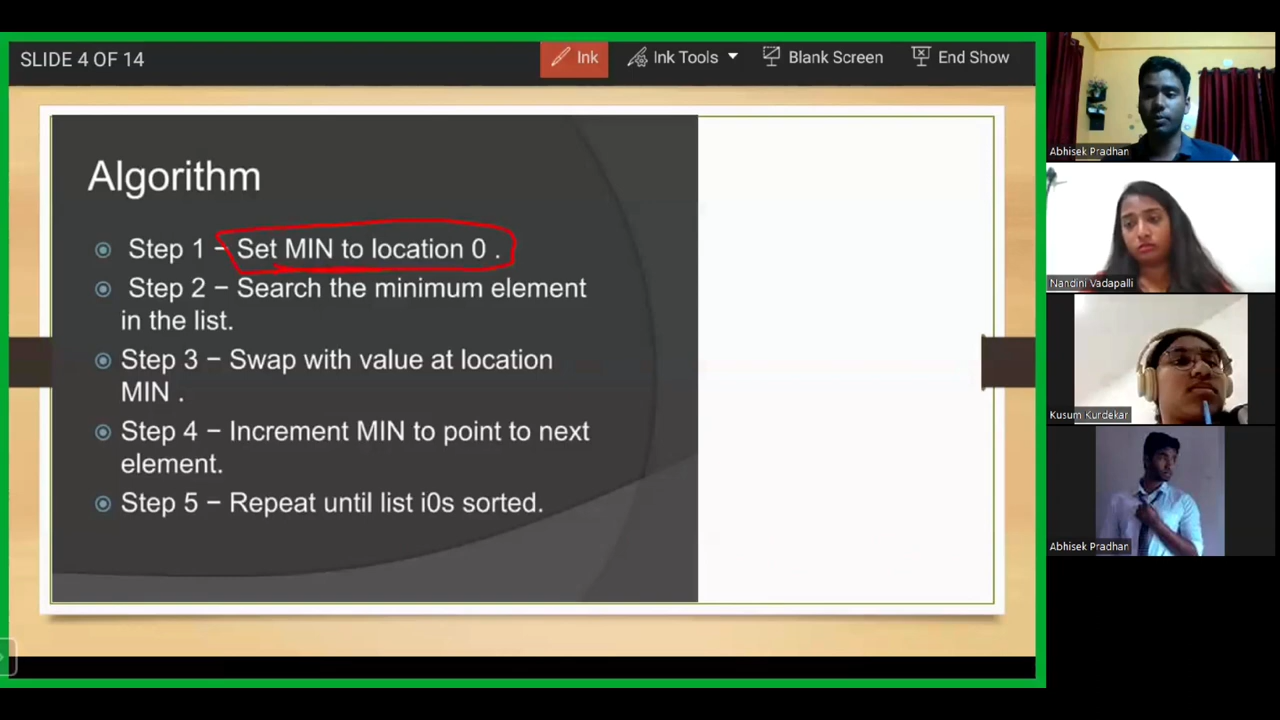 SLIDE 4 OF 14
Ink
Ink Tools
Blank Screen
End Show
Algorithm
Step 1 – Set MIN to location 0 .
Step 2 – Search the minimum element
in the list.
Step 3 – Swap with value at location
MIN .
Step 4 – Increment MIN to point to next
element.
Step 5 – Repeat until list i0s sorted.
Abhisek Pradhan
Nandini Vadapalli
Kusum Kurdekar
Abhisek Pradhan